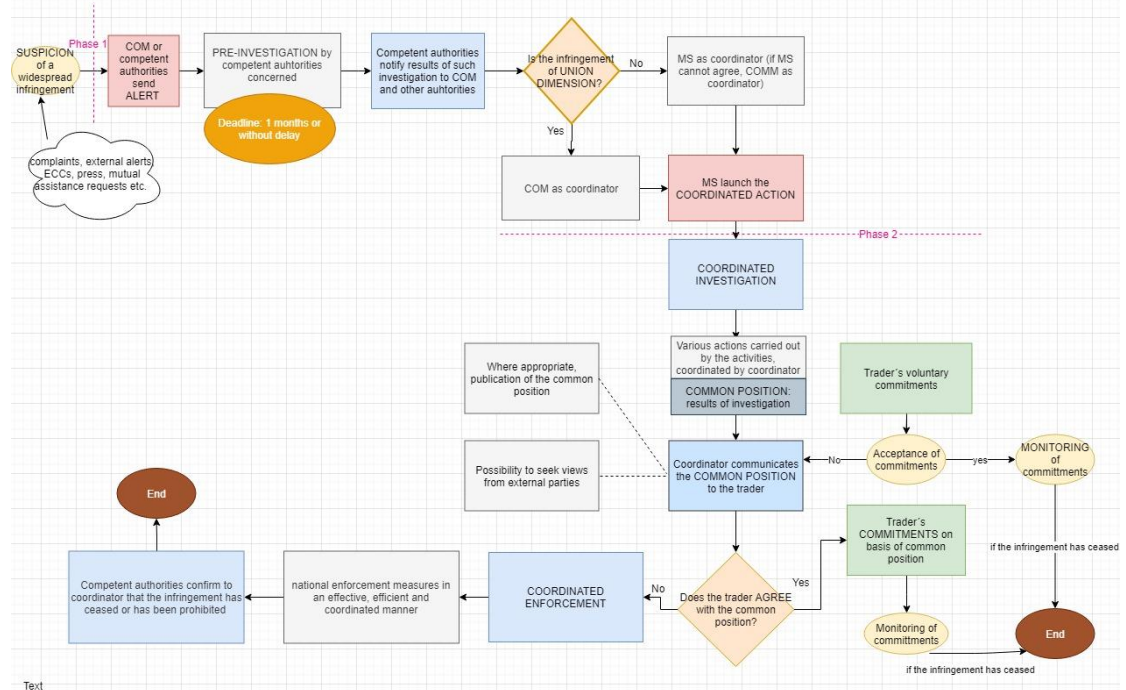 Phase 1
SUSPICION
of a
widespread
infringement
COM or
competent
autnorities
send
ALERT
PRE-INVESTIGATION by
competent auhtorities
concerned
Deadline: 1 months or
without delay
Competent authorities
notify results of such
investigation to COM
and other auhtorities
Is the infringement
of UNION
DIMENSION?
No
MS as coordinator (if MS
cannot agree, COMM as
coordinator)
Yes
complaints, external alerts,
ECCs, press, mutual
assistance requests etc.
COM as coordinator
MS launch the
COORDINATED ACTION
Phase 2
COORDINATED
INVESTIGATION
Various actions carried out
by the activities,
coordinated by coordinator
COMMON POSITION:
results of investigation
Where appropriate,
publication of the common
position
Trader´s voluntary
commitments
Possibility to seek views
from external parties
Coordinator communicates
the COMMON POSITION
to the trader
No
Acceptance of
commitments
yes
MONITORING
of
committments
End
Trader´s
COMMITMENTS on
basis of common
position
if the infringement has ceased
Competent authorities confirm to
coordinator that the infringement has
ceased or has been prohibited
national enforcement measures in
an effective, efficient and
coordinated manner
COORDINATED
ENFORCEMENT
No
Does the trader AGREE
with the common
position?
Yes
Monitoring of
committments
End
if the infringement has ceased
Text